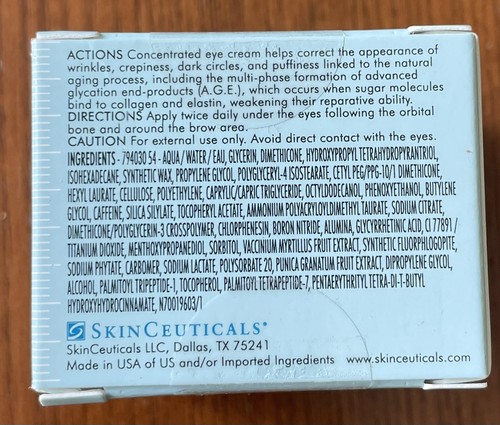 ACTIONS Concentrated eye cream helps correct the appearance of
wrinkles, crepiness, dark circles, and puffiness linked to the natural
aging process, including the multi-phase formation of advanced
glycation end-products (A.G.E.), which occurs when sugar molecules
bind to collagen and elastin, weakening their reparative ability.
DIRECTIONS Apply twice daily under the eyes following the orbital
bone and around the brow area.
CAUTION For external use only. Avoid direct contact with the eyes.
INGREDIENTS - 794030 54 - AQUA / WATER / EAU, GLYCERIN, DIMETHICONE, HYDROXYPROPYL TETRAHYDROPYRANTRIOL,
ISOHEXADECANE, SYNTHETIC WAX, PROPYLENE GLYCOL, POLYGLYCERYL-4 ISOSTEARATE, CETYL PEG/PPG-10/1 DIMETHICONE,
HEXYL LAURATE, CELLULOSE, POLYETHYLENE, CAPRYLIC/CAPRIC TRIGLYCERIDE, OCTYLDODECANOL, PHENOXYETHANOL, BUTYLENE
GLYCOL, CAFFEINE, SILICA SILYLATE, TOCOPHERYL ACETATE, AMMONIUM POLYACRYLOYLDIMETHYL TAURATE, SODIUM CITRATE,
DIMETHICONE/POLYGLYCERIN-3 CROSSPOLYMER, CHLORPHENESIN, BORON NITRIDE, ALUMINA, GLYCYRRHETINIC ACID, CI 77891 /
TITANIUM DIOXIDE, MENTHOXYPROPANEDIOL, SORBITOL, VACCINIUM MYRTILLUS FRUIT EXTRACT, SYNTHETIC FLUORPHLOGOPITE,
SODIUM PHYTATE, CARBOMER, SODIUM LACTATE, POLYSORBATE 20, PUNICA GRANATUM FRUIT EXTRACT, DIPROPYLENE GLYCOL,
ALCOHOL, PALMITOYL TRIPEPTIDE-1, TOCOPHEROL, PALMITOYL TETRAPEPTIDE-7, PENTAERYTHRITYL TETRA-DI-T-BUTYL
HYDROXYHYDROCINNAMATE, N70019603/1
SKINCEUTICALS®
SkinCeuticals LLC, Dallas, TX 75241
Made in USA of US and/or Imported Ingredients www.skinceuticals.com